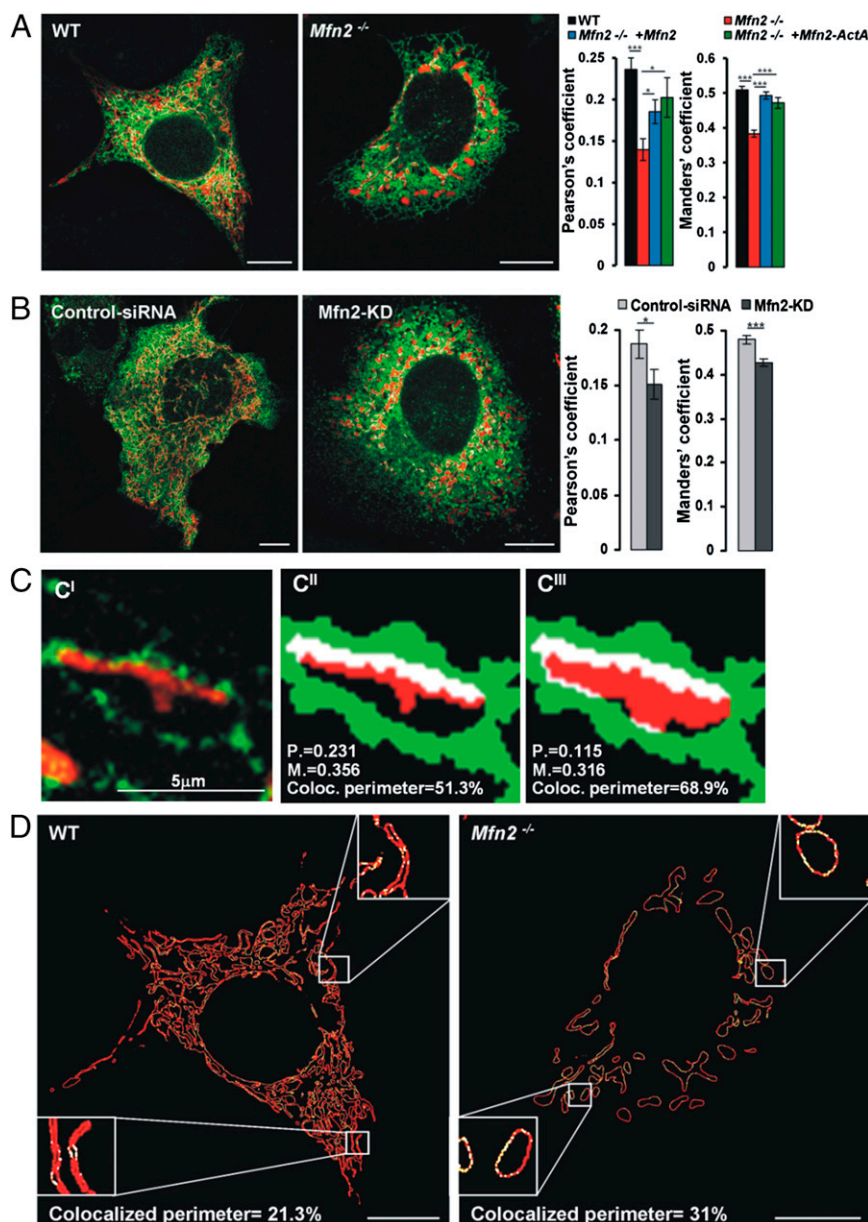 A
WT
Mfn2 -/-
WT
Mfn2 -/-
Mfn2 -/- +Mfn2
Mfn2 -/- +Mfn2-ActA
Pearson's coefficient
0.25
0.2
0.15
0.1
0.05
0
***
*
*
Manders' coefficient
0.6
0.5
0.4
0.3
0.2
0.1
0
***
***
***
B
Control-siRNA
Mfn2-KD
Control-siRNA
Mfn2-KD
Pearson's coefficient
0.2
0.15
0.1
0.05
0
*
Manders' coefficient
0.5
0.4
0.3
0.2
0.1
0
***
C
C^I
5µm
C^II
P.=0.231
M.=0.356
Coloc. perimeter=51.3%
C^III
P.=0.115
M.=0.316
Coloc. perimeter=68.9%
D
WT
Colocalized perimeter= 21.3%
Mfn2 -/-
Colocalized perimeter= 31%